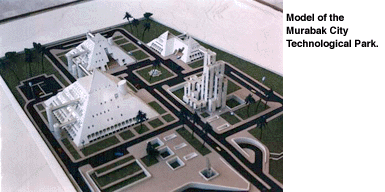 Model of the
Murabak City
Technological Park.